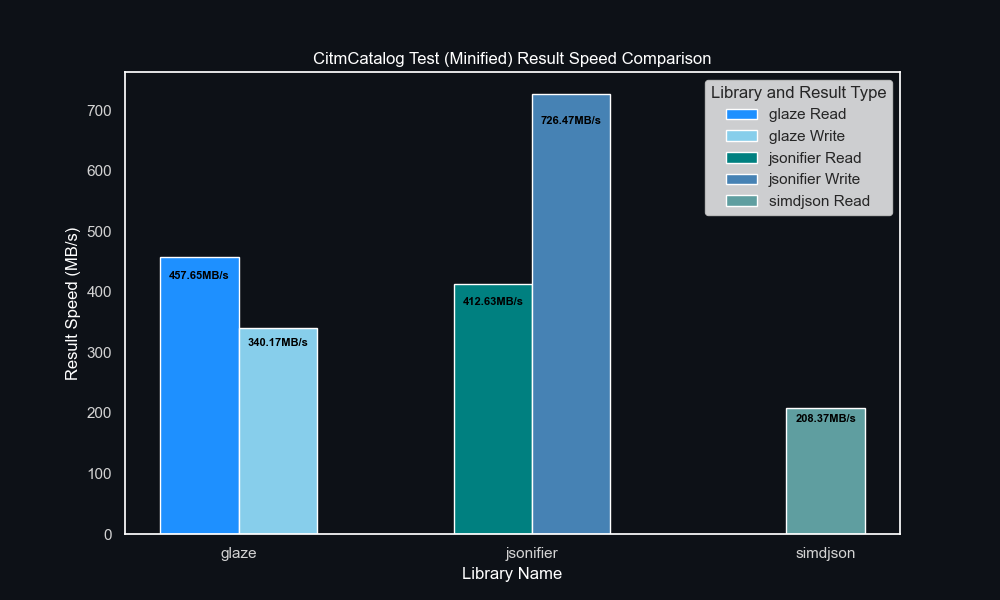 CitmCatalog Test (Minified) Result Speed Comparison
Library and Result Type
glaze Read
glaze Write
jsonifier Read
jsonifier Write
simdjson Read
Result Speed (MB/s)
700
600
500
400
300
200
100
0
457.65MB/s
340.17MB/s
412.63MB/s
726.47MB/s
208.37MB/s
glaze
jsonifier
simdjson
Library Name